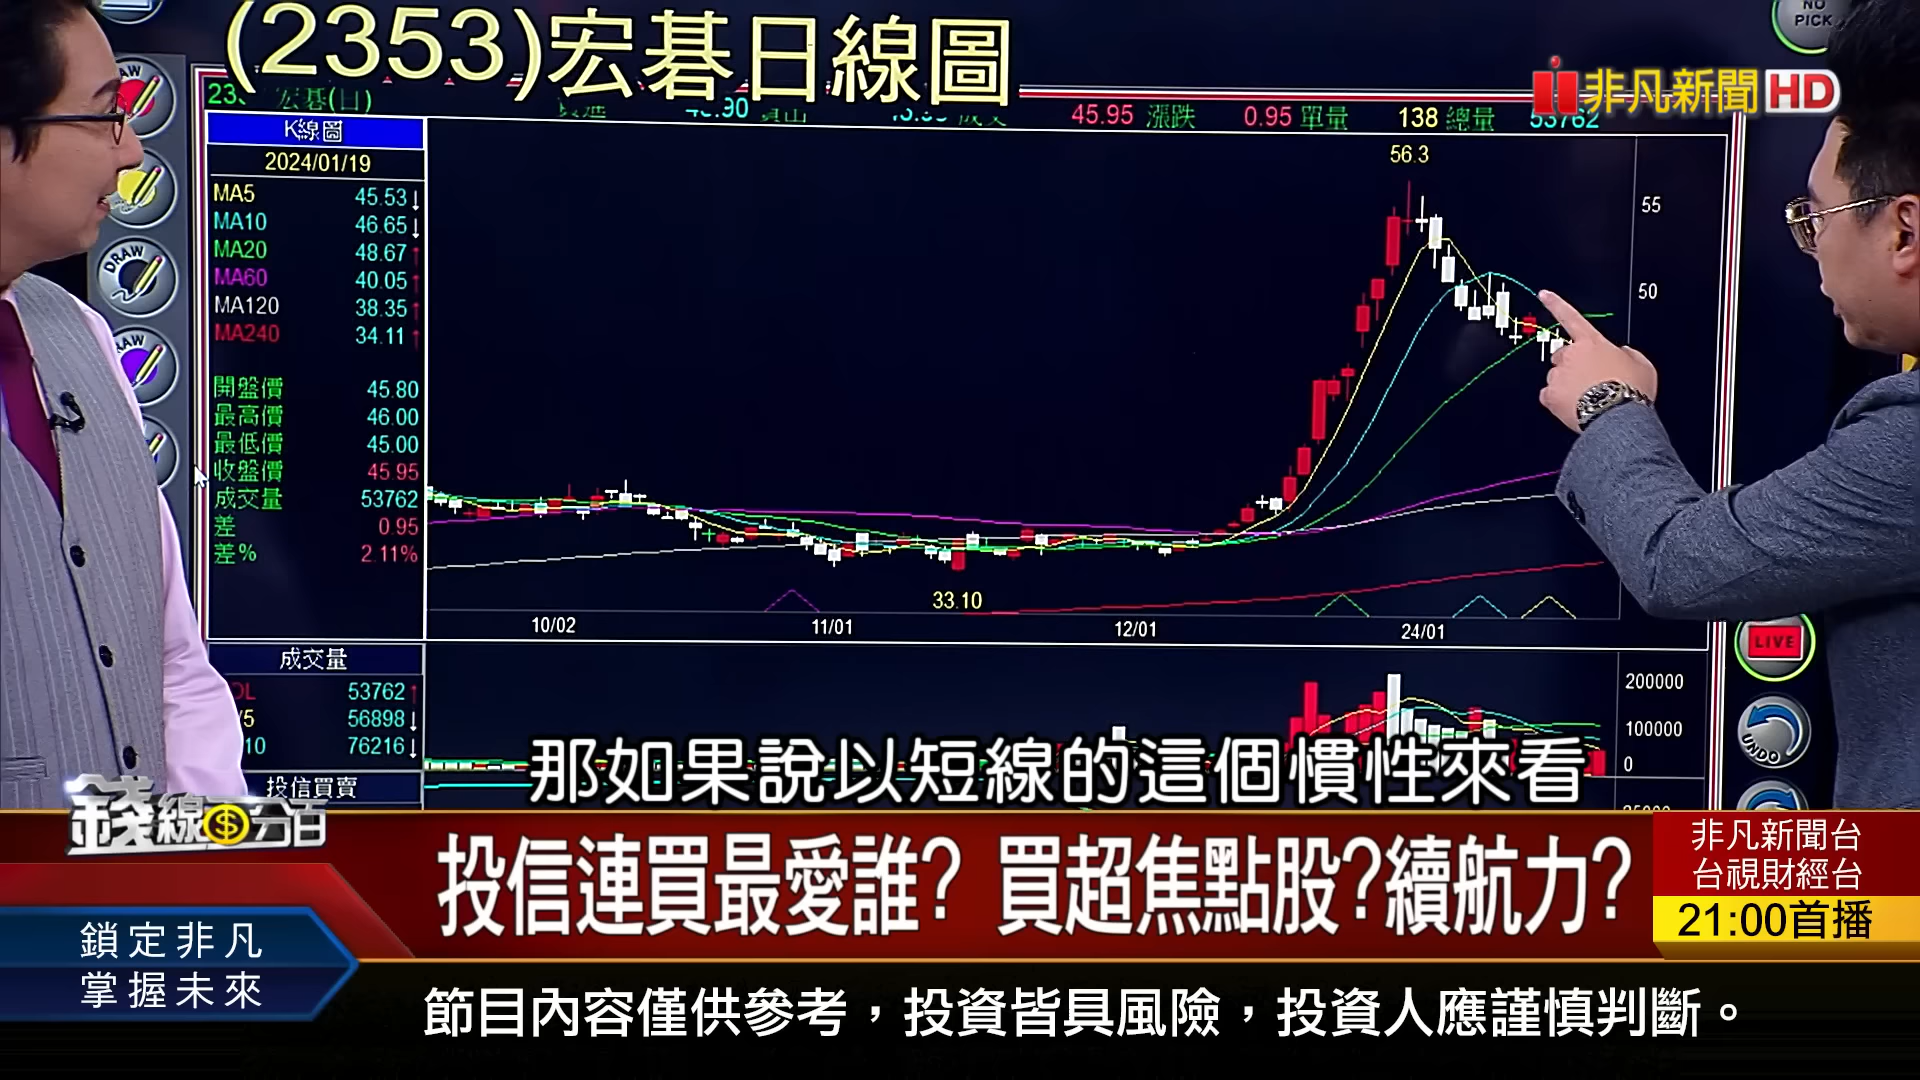 (2353)宏碁日線圖
NO
PICK
非凡新聞HD
宏碁(日)
45.95 漲跌 0.95 單量 138 總量 53762
K線圖
2024/01/19
MA5 45.53↓
MA10 46.65↓
MA20 48.67↑
MA60 40.05↑
MA120 38.35↑
MA240 34.11↑
開盤價 45.80
最高價 46.00
最低價 45.00
收盤價 45.95
成交量 53762
差 0.95
差% 2.11%
56.3
55
50
33.10
10/02 11/01 12/01 24/01
DRAW
LIVE
UNDO
成交量
53762↑
56898↓
10 76216↓
投信買賣
200000
100000
0
那如果說以短線的這個慣性來看
錢線百分百
投信連買最愛誰? 買超焦點股?續航力?
非凡新聞台
台視財經台
21:00首播
鎖定非凡
掌握未來
節目內容僅供參考，投資皆具風險，投資人應謹慎判斷。